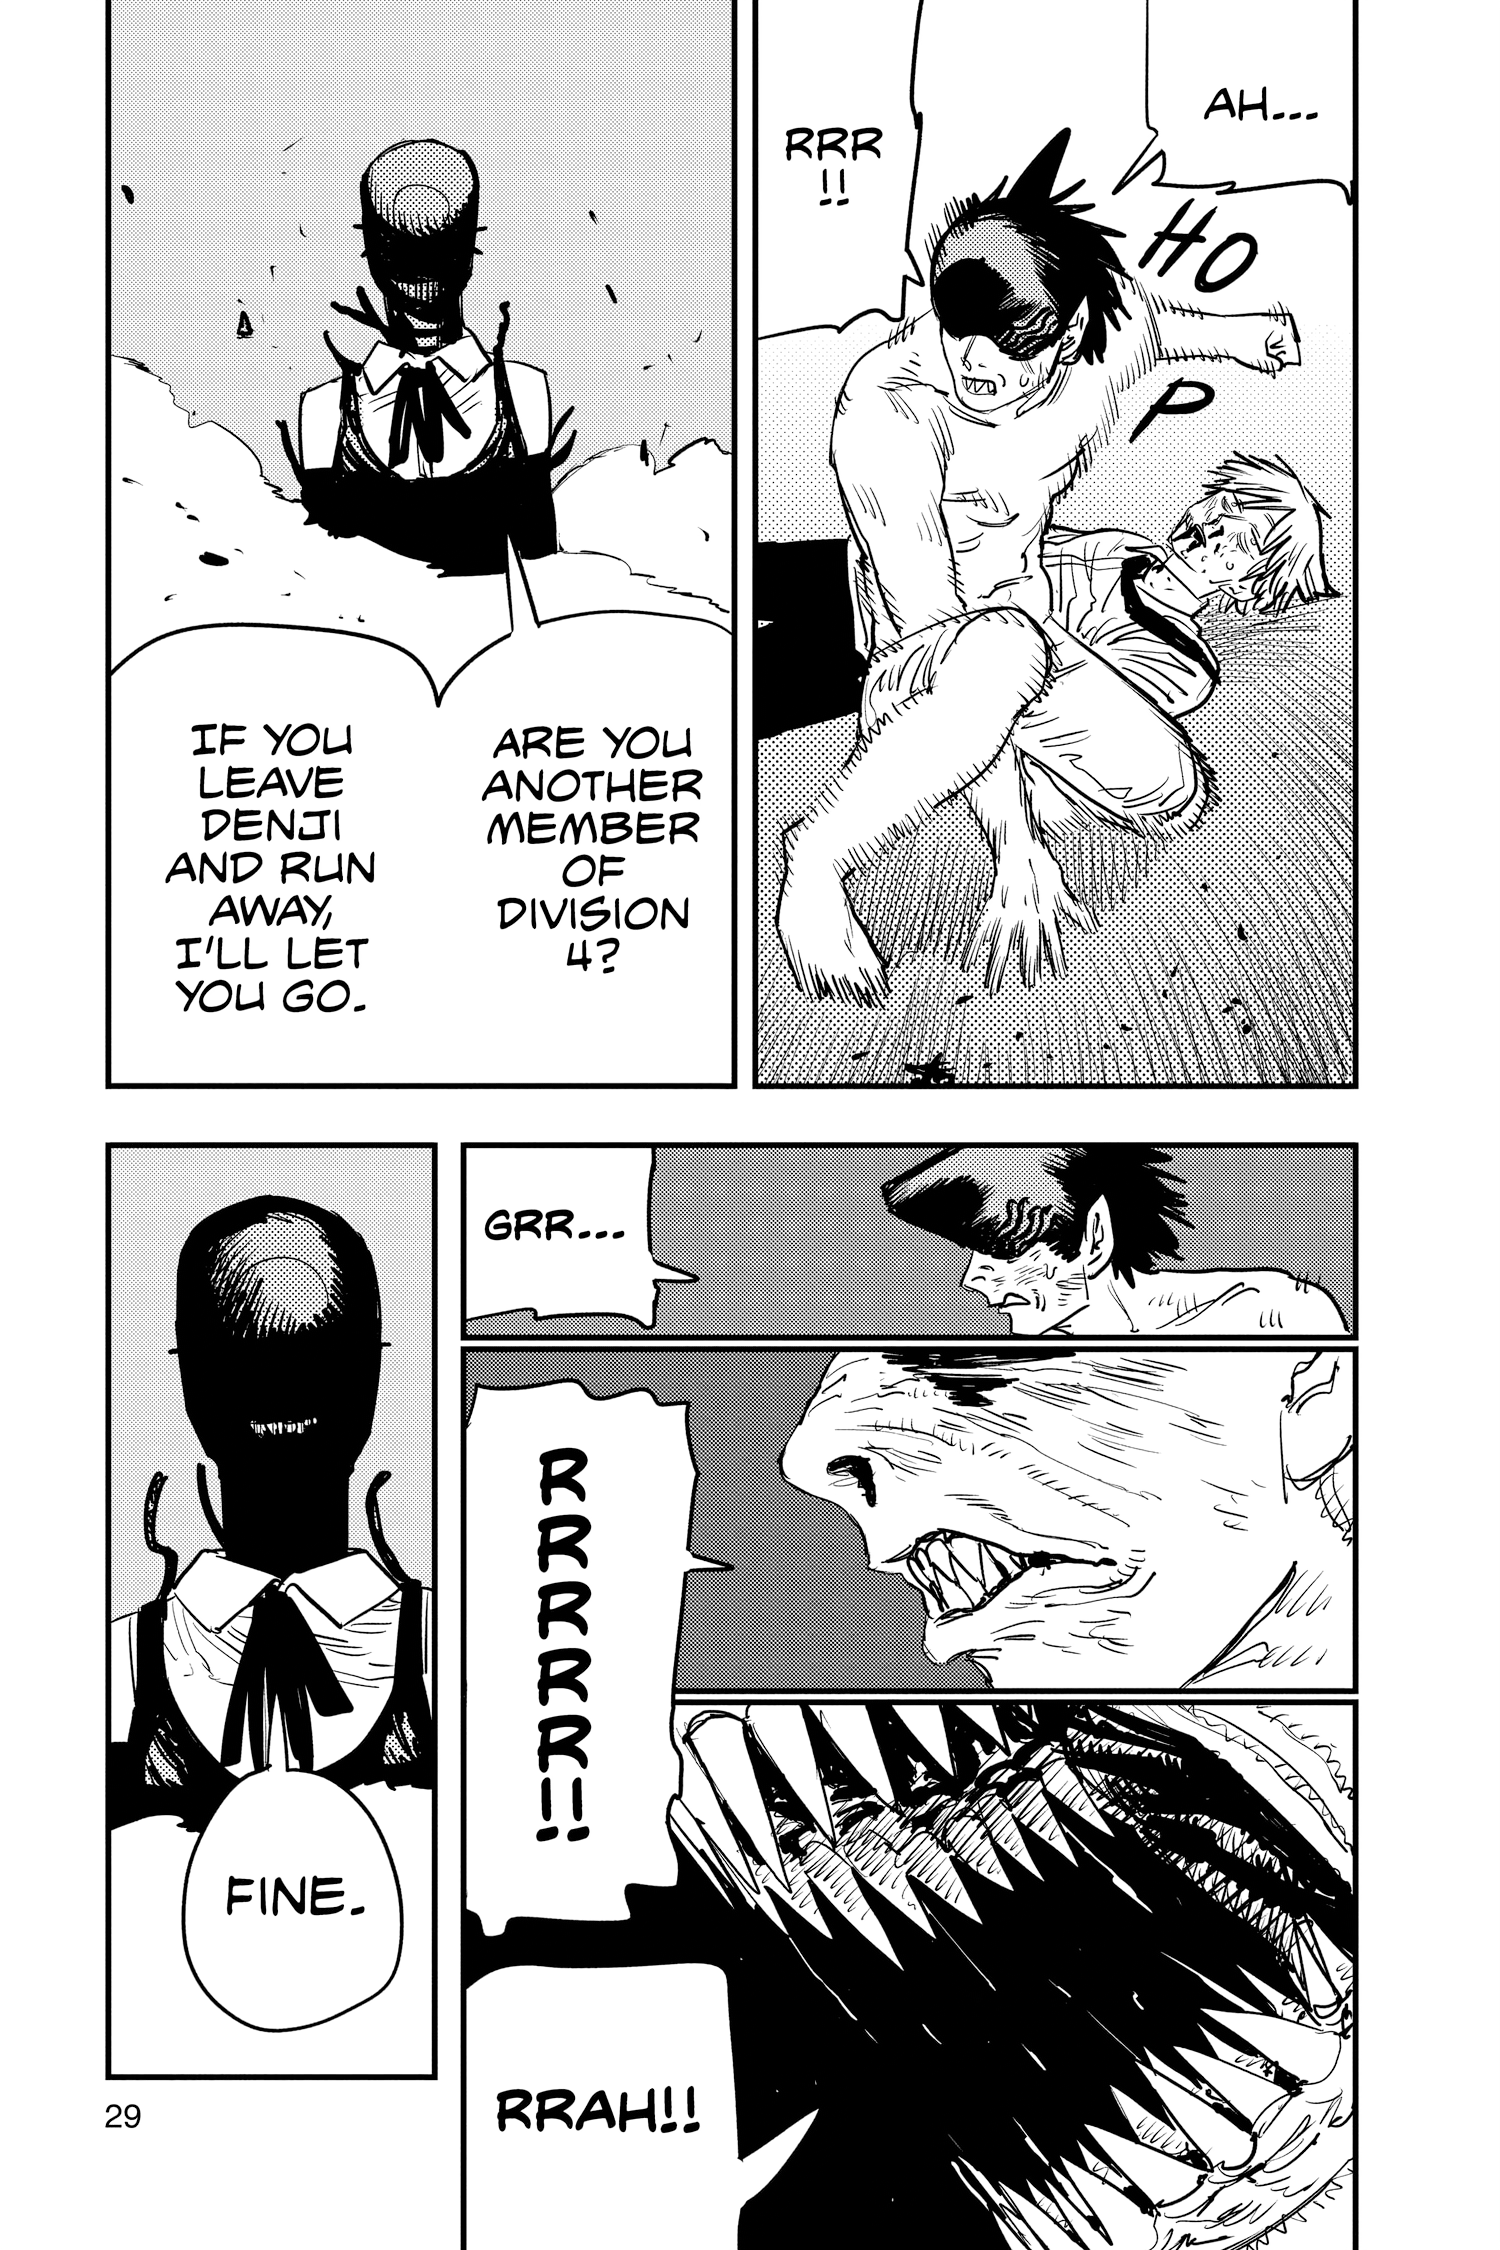 AH...
RRR
!!
HO
P
ARE YOU
ANOTHER
MEMBER
OF
DIVISION
4?
IF YOU
LEAVE
DENJI
AND RUN
AWAY,
I'LL LET
YOU GO.
GRR...
R
R
R
R
R
!!
RRAH!!
FINE.
29